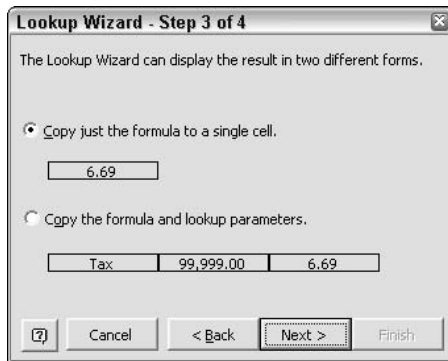 Lookup Wizard - Step 3 of 4
The Lookup Wizard can display the result in two different forms.
Copy just the formula to a single cell.
6.69
Copy the formula and lookup parameters.
Tax 99,999.00 6.69
? Cancel < Back Next > Finish